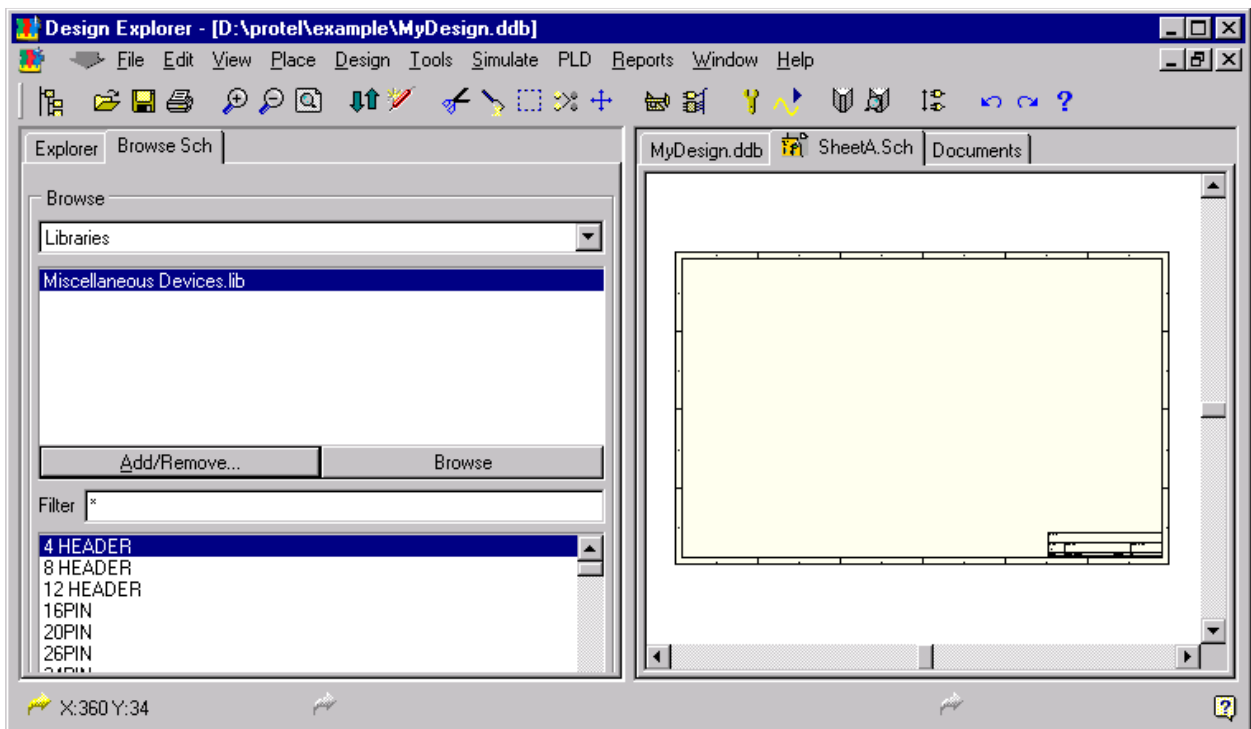 Design Explorer - [D:\protel\example\MyDesign.ddb]
File Edit View Place Design Tools Simulate PLD Reports Window Help
Explorer Browse Sch
MyDesign.ddb SheetA.Sch Documents
Browse
Libraries
Miscellaneous Devices.lib
Add/Remove... Browse
Filter *
4 HEADER
8 HEADER
12 HEADER
16PIN
20PIN
26PIN
X:360 Y:34